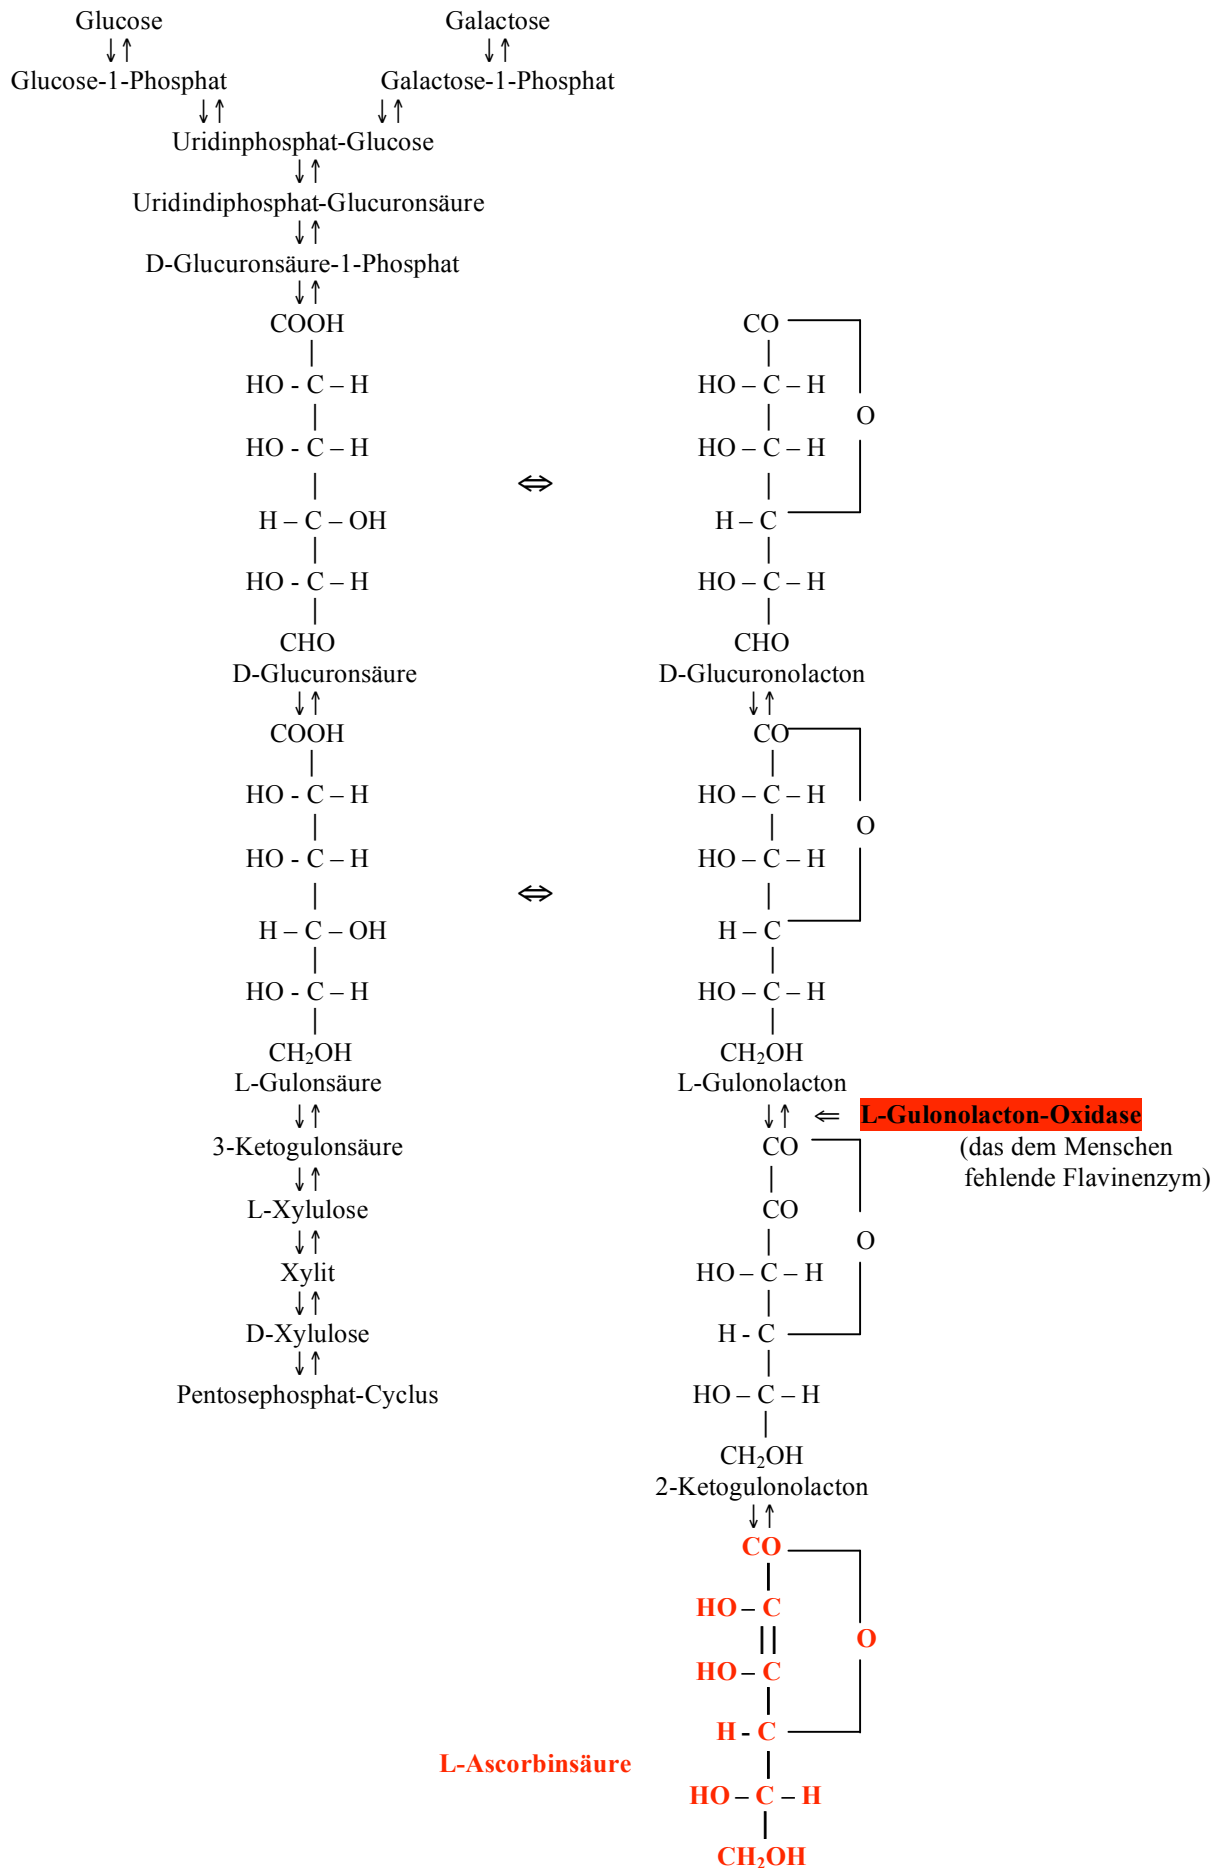 Glucose Galactose
↓↑ ↓↑
Glucose-1-Phosphat Galactose-1-Phosphat
↓↑ ↓↑
Uridinphosphat-Glucose
↓↑
Uridindiphosphat-Glucuronsäure
↓↑
D-Glucuronsäure-1-Phosphat
↓↑
COOH CO
HO - C – H HO – C – H
O
HO - C – H HO – C – H
⇔
H – C – OH H – C
HO - C – H HO – C – H
CHO CHO
D-Glucuronsäure D-Glucuronolacton
↓↑ ↓↑
COOH CO
HO - C – H HO – C – H
O
HO - C – H HO – C – H
⇔
H – C – OH H – C
HO - C – H HO – C – H
CH₂OH CH₂OH
L-Gulonsäure L-Gulonolacton
↓↑ ↓↑ ⇐ L-Gulonolacton-Oxidase
3-Ketogulonsäure CO (das dem Menschen
↓↑ fehlende Flavinenzym)
L-Xylulose CO
↓↑ O
Xylit HO – C – H
↓↑
D-Xylulose H - C
↓↑
Pentosephosphat-Cyclus HO – C – H
CH₂OH
2-Ketogulonolacton
↓↑
CO
HO – C
O
HO – C
H - C
L-Ascorbinsäure
HO – C – H
CH₂OH